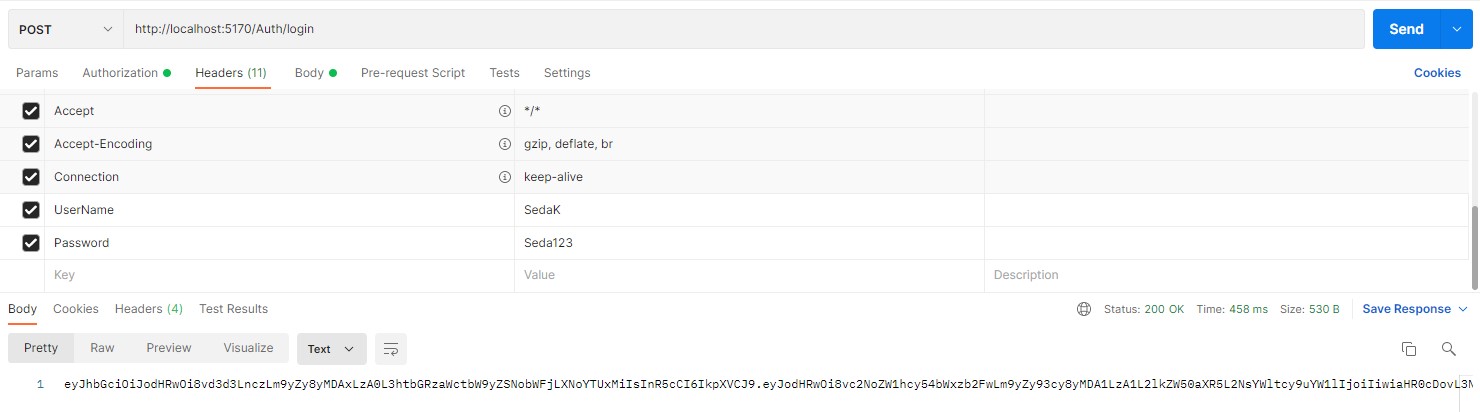 POST http://localhost:5170/Auth/login Send
Params Authorization Headers (11) Body Pre-request Script Tests Settings Cookies
Accept */*
Accept-Encoding gzip, deflate, br
Connection keep-alive
UserName SedaK
Password Seda123
Key Value Description
Body Cookies Headers (4) Test Results Status: 200 OK Time: 458 ms Size: 530 B Save Response
Pretty Raw Preview Visualize Text
1 eyJhbGciOiJodHRwOi8vd3d3LnczLm9yZy8yMDAxLzA0L3htbGRzaWctbW9yZSNobWFjLXNoYTUxMiIsInR5cCI6IkpXVCJ9.eyJodHRwOi8vc2NoZW1hcy54bWxzb2FwLm9yZy93cy8yMDA1LzA1L2lkZW50aXR5L2NsYWltcy9uYW1lIjoiIiwiaHR0cDovL3N